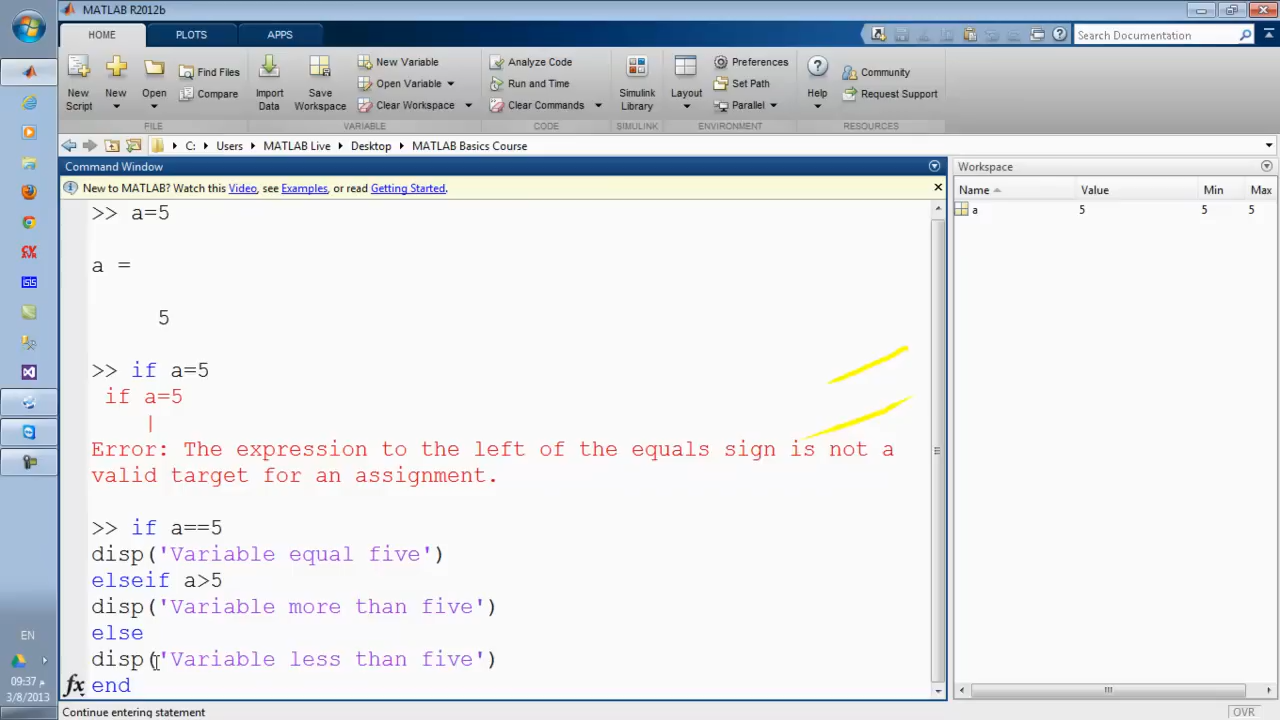 MATLAB R2012b
HOME PLOTS APPS Search Documentation
New Script New Open Find Files Compare Import Data Save Workspace New Variable Open Variable Clear Workspace Analyze Code Run and Time Clear Commands Simulink Library Layout Preferences Set Path Parallel Help Community Request Support
FILE VARIABLE CODE SIMULINK ENVIRONMENT RESOURCES
C: Users MATLAB Live Desktop MATLAB Basics Course
Command Window
New to MATLAB? Watch this Video, see Examples, or read Getting Started.
>> a=5
a =
5
>> if a=5
if a=5
|
Error: The expression to the left of the equals sign is not a
valid target for an assignment.
>> if a==5
disp('Variable equal five')
elseif a>5
disp('Variable more than five')
else
disp('Variable less than five')
fx end
Continue entering statement
Workspace
Name Value Min Max
a 5 5 5
OVR
EN
09:37 م
3/8/2013